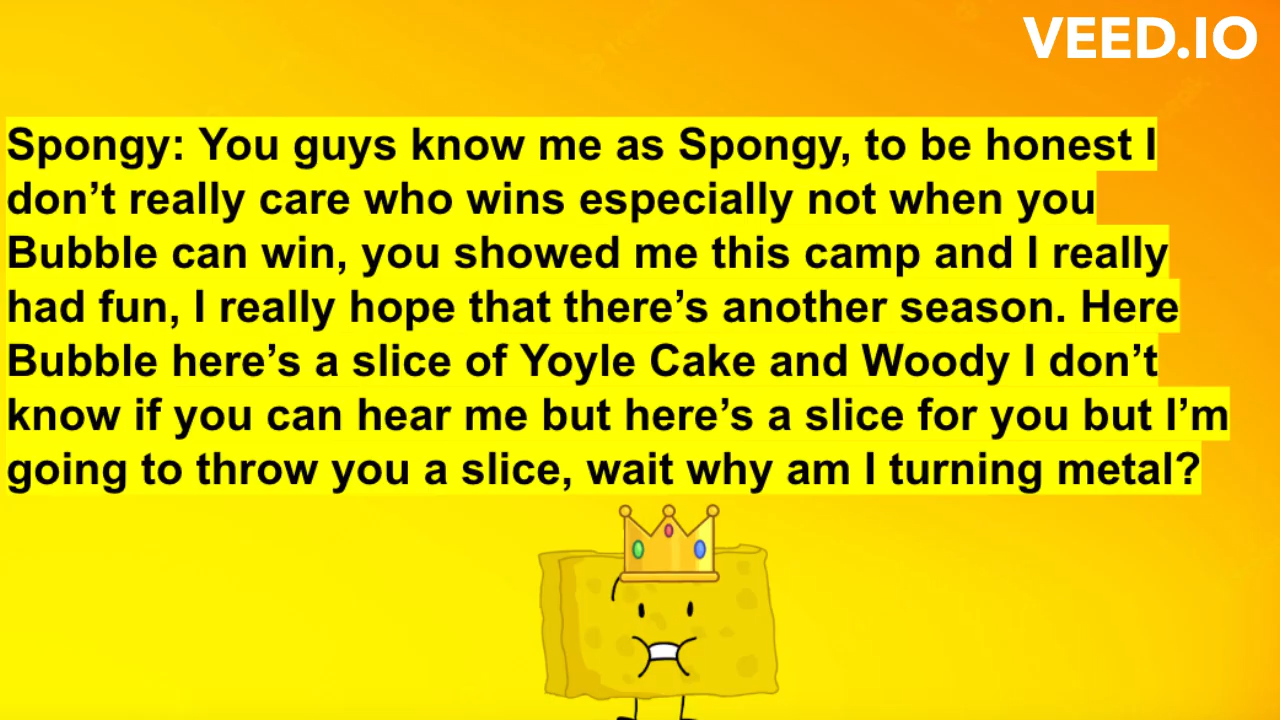 VEED.IO
Spongy: You guys know me as Spongy, to be honest I
don’t really care who wins especially not when you
Bubble can win, you showed me this camp and I really
had fun, I really hope that there’s another season. Here
Bubble here’s a slice of Yoyle Cake and Woody I don’t
know if you can hear me but here’s a slice for you but I’m
going to throw you a slice, wait why am I turning metal?